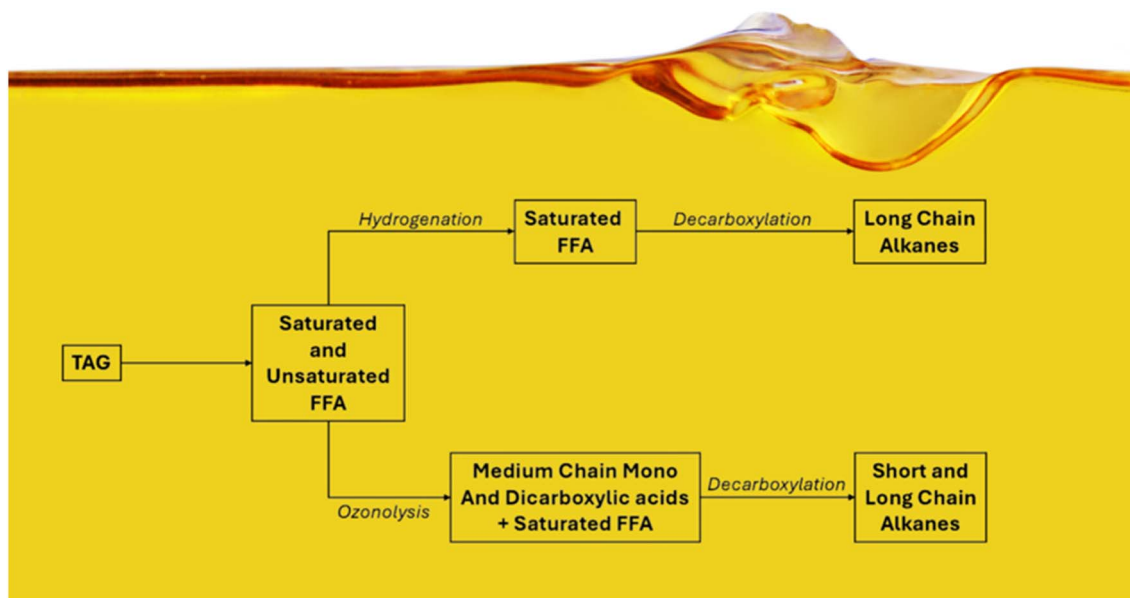 Hydrogenation
Saturated
FFA
Decarboxylation
Long Chain
Alkanes
TAG
Saturated
and
Unsaturated
FFA
Ozonolysis
Medium Chain Mono
And Dicarboxylic acids
+ Saturated FFA
Decarboxylation
Short and
Long Chain
Alkanes